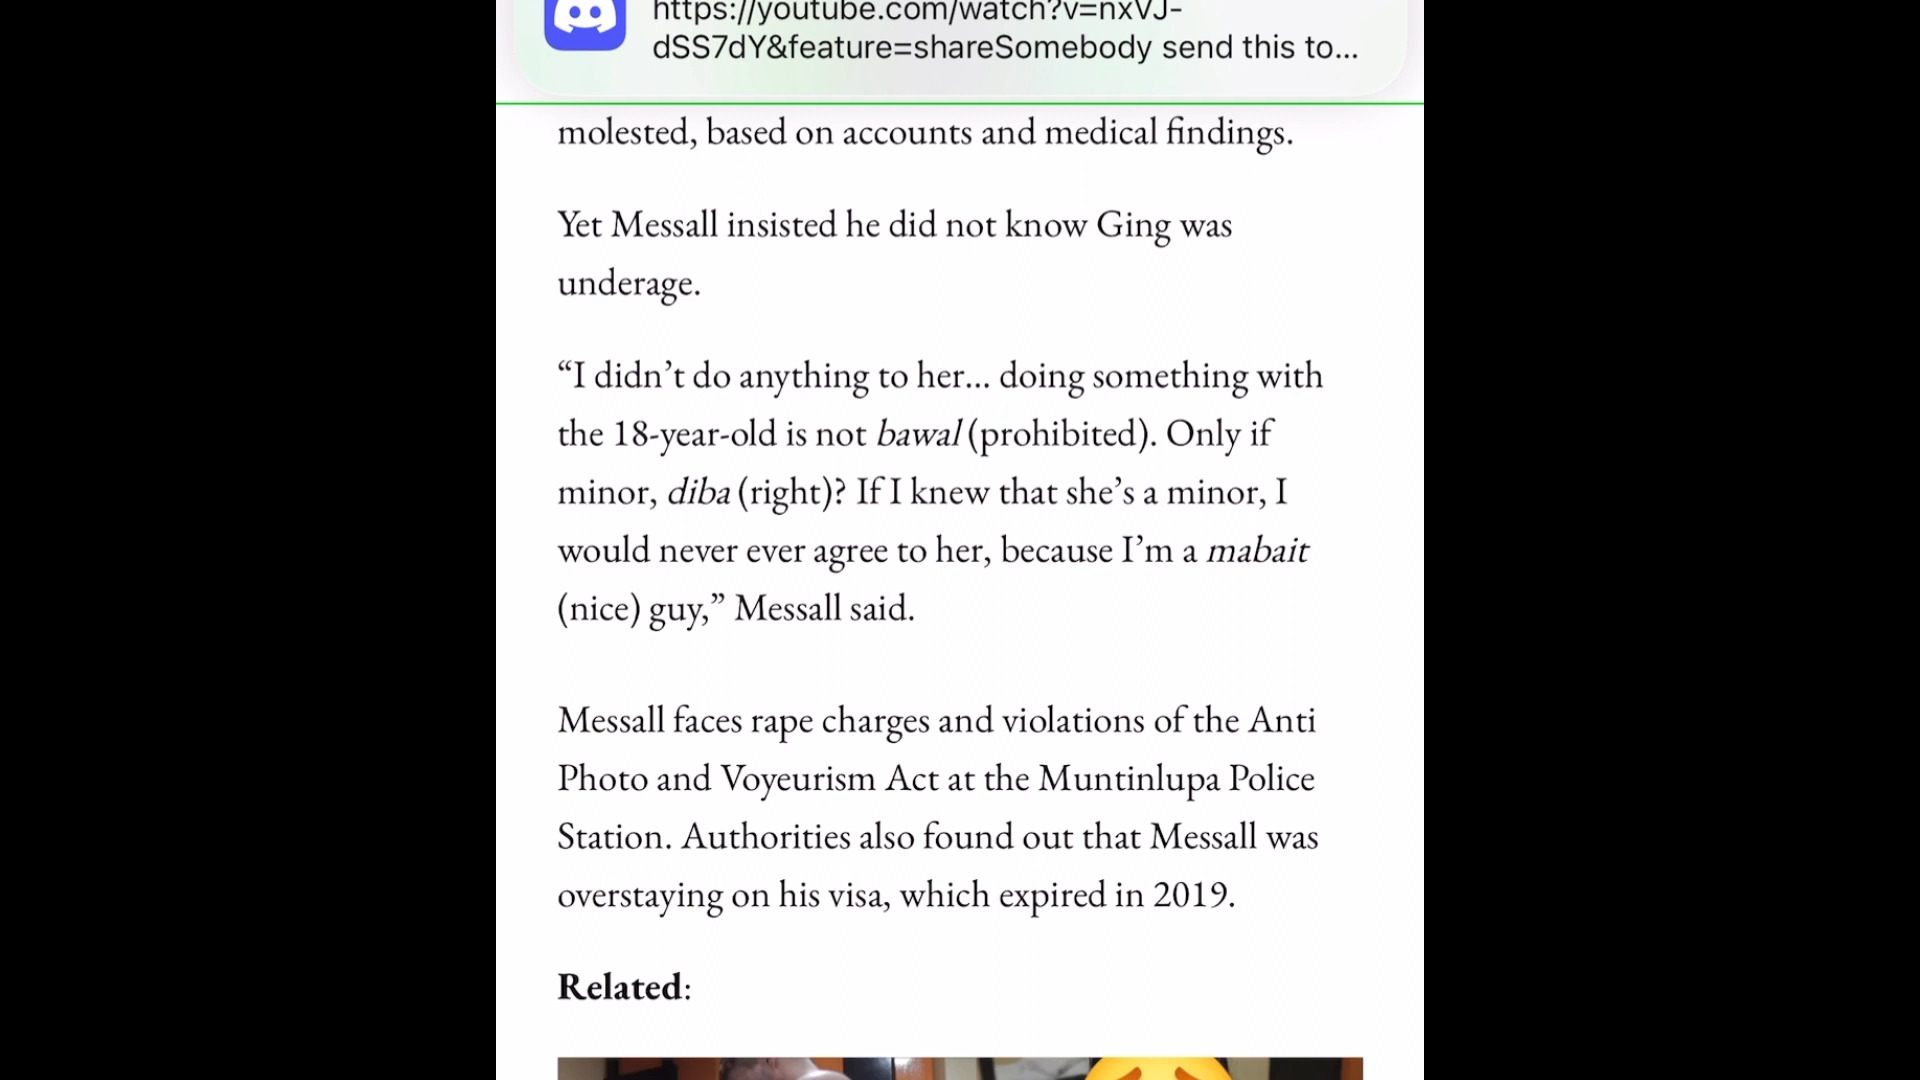 https://youtube.com/watch?v=nxVJ-
dSS7dY&feature=shareSomebody send this to...
molested, based on accounts and medical findings.
Yet Messall insisted he did not know Ging was
underage.
“I didn’t do anything to her... doing something with
the 18-year-old is not bawal (prohibited). Only if
minor, diba (right)? If I knew that she’s a minor, I
would never ever agree to her, because I’m a mabait
(nice) guy,” Messall said.
Messall faces rape charges and violations of the Anti
Photo and Voyeurism Act at the Muntinlupa Police
Station. Authorities also found out that Messall was
overstaying on his visa, which expired in 2019.
Related: